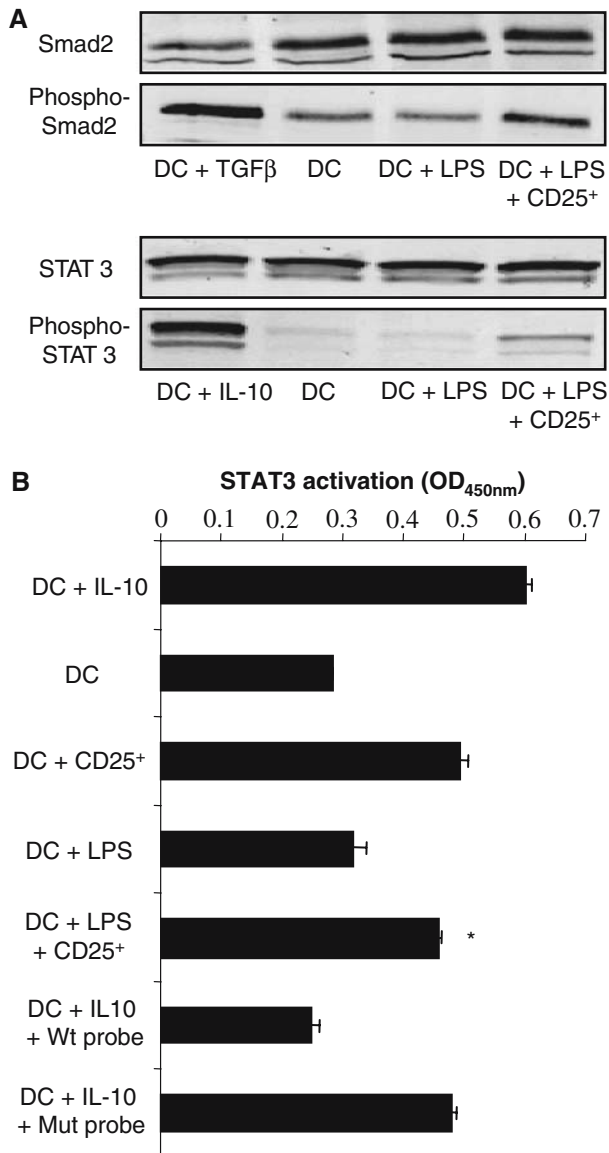 A
Smad2
Phospho-
Smad2
DC + TGFβ DC DC + LPS DC + LPS
+ CD25⁺
STAT 3
Phospho-
STAT 3
DC + IL-10 DC DC + LPS DC + LPS
+ CD25⁺
B
STAT3 activation (OD₄₅₀nm)
0 0.1 0.2 0.3 0.4 0.5 0.6 0.7
DC + IL-10
DC
DC + CD25⁺
DC + LPS
DC + LPS
+ CD25⁺
*
DC + IL10
+ Wt probe
DC + IL-10
+ Mut probe